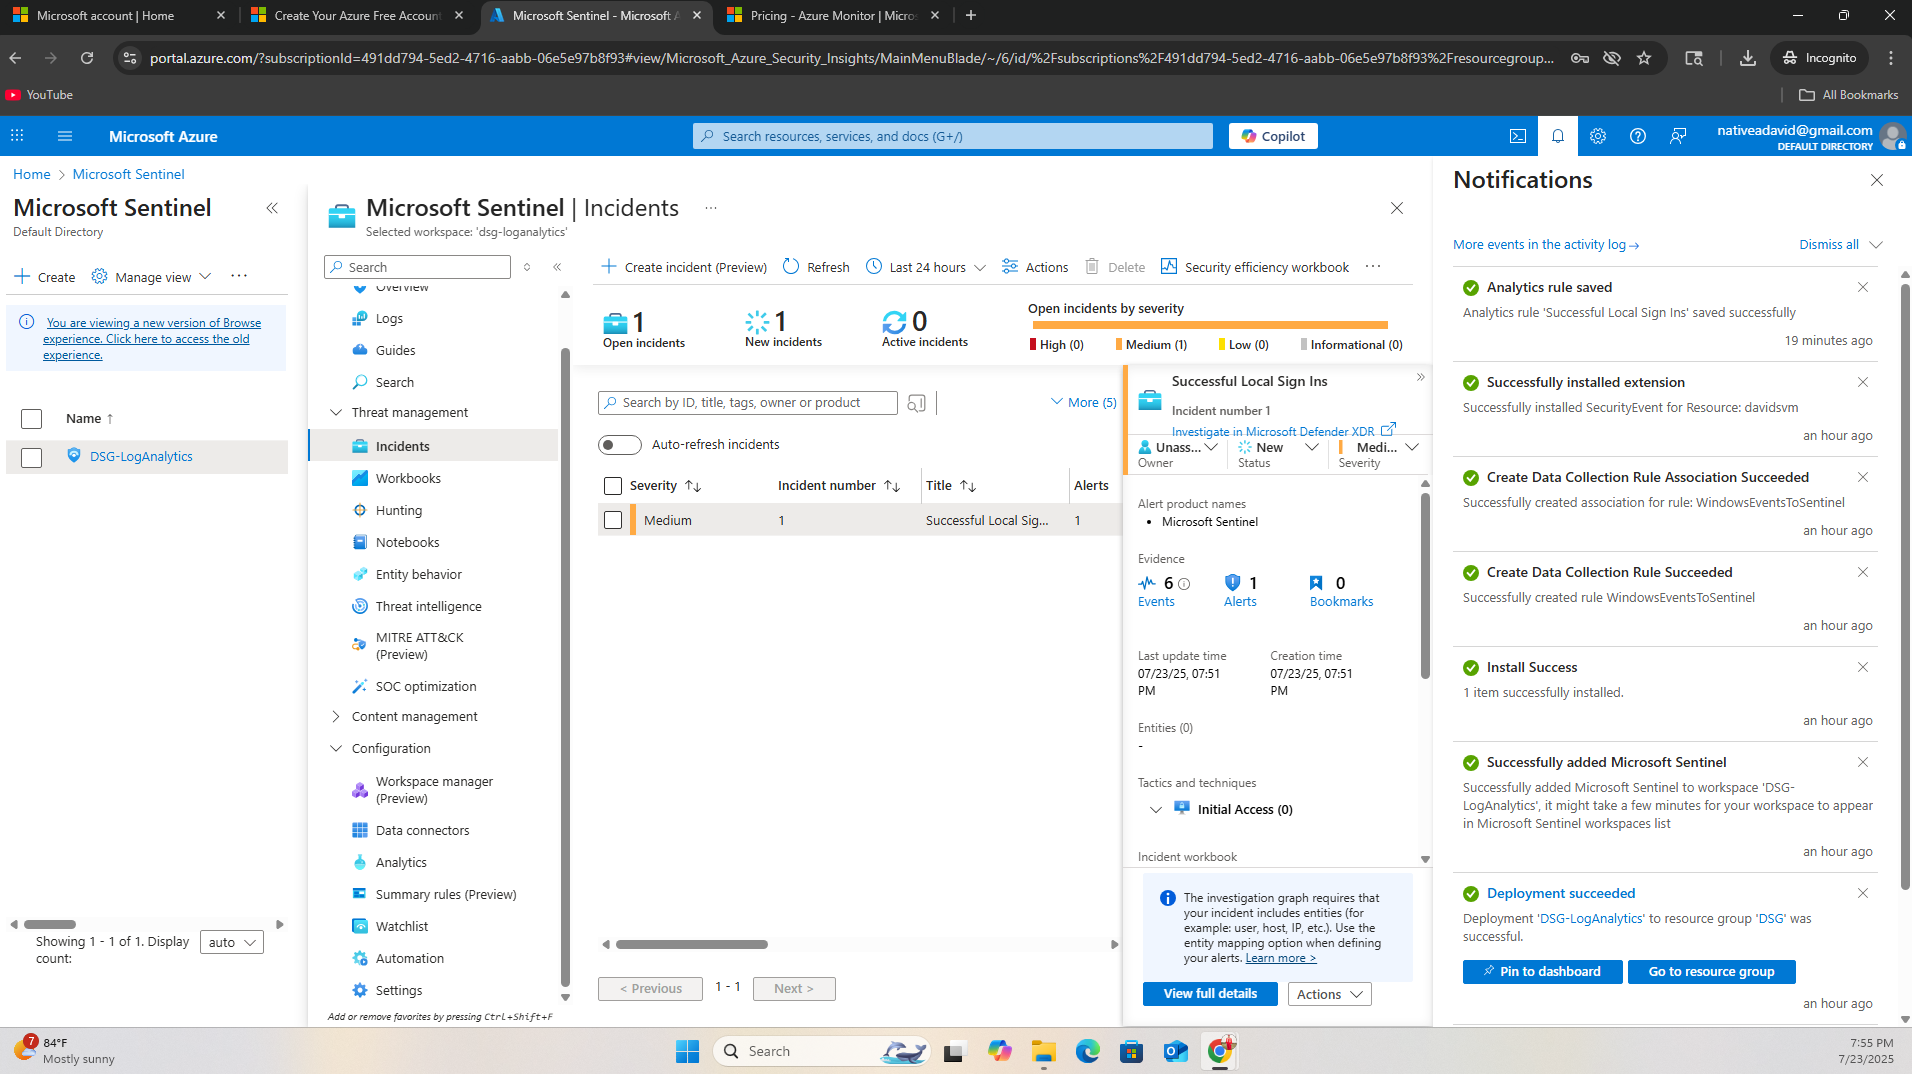 Microsoft account | Home
Create Your Azure Free Account
Microsoft Sentinel - Microsoft A
Pricing - Azure Monitor | Micros
portal.azure.com/?subscriptionId=491dd794-5ed2-4716-aabb-06e5e97b8f93#view/Microsoft_Azure_Security_Insights/MainMenuBlade/~/6/id/%2Fsubscriptions%2F491dd794-5ed2-4716-aabb-06e5e97b8f93%2Fresourcegroup...
Incognito
YouTube
All Bookmarks
Microsoft Azure
Search resources, services, and docs (G+/)
Copilot
nativeadavid@gmail.com
DEFAULT DIRECTORY
Home > Microsoft Sentinel
Microsoft Sentinel
Default Directory
Create
Manage view
You are viewing a new version of Browse
experience. Click here to access the old
experience.
Name ↑
DSG-LogAnalytics
Showing 1 - 1 of 1. Display
count:
auto
Microsoft Sentinel | Incidents
Selected workspace: 'dsg-loganalytics'
Search
Overview
Logs
Guides
Search
Threat management
Incidents
Workbooks
Hunting
Notebooks
Entity behavior
Threat intelligence
MITRE ATT&CK
(Preview)
SOC optimization
Content management
Configuration
Workspace manager
(Preview)
Data connectors
Analytics
Summary rules (Preview)
Watchlist
Automation
Settings
Add or remove favorites by pressing Ctrl+Shift+F
Create incident (Preview)
Refresh
Last 24 hours
Actions
Delete
Security efficiency workbook
1
Open incidents
1
New incidents
0
Active incidents
Open incidents by severity
High (0)
Medium (1)
Low (0)
Informational (0)
Search by ID, title, tags, owner or product
More (5)
Auto-refresh incidents
Severity ↑↓
Incident number ↑↓
Title ↑↓
Alerts
Medium
1
Successful Local Sig...
1
< Previous
1 - 1
Next >
Successful Local Sign Ins
Incident number 1
Investigate in Microsoft Defender XDR
Unass...
Owner
New
Status
Medi...
Severity
Alert product names
• Microsoft Sentinel
Evidence
6
Events
1
Alerts
0
Bookmarks
Last update time
07/23/25, 07:51
PM
Creation time
07/23/25, 07:51
PM
Entities (0)
-
Tactics and techniques
Initial Access (0)
Incident workbook
The investigation graph requires that
your incident includes entities (for
example: user, host, IP, etc.). Use the
entity mapping option when defining
your alerts. Learn more >
View full details
Actions
Notifications
More events in the activity log →
Dismiss all
Analytics rule saved
Analytics rule 'Successful Local Sign Ins' saved successfully
19 minutes ago
Successfully installed extension
Successfully installed SecurityEvent for Resource: davidsvm
an hour ago
Create Data Collection Rule Association Succeeded
Successfully created association for rule: WindowsEventsToSentinel
an hour ago
Create Data Collection Rule Succeeded
Successfully created rule WindowsEventsToSentinel
an hour ago
Install Success
1 item successfully installed.
an hour ago
Successfully added Microsoft Sentinel
Successfully added Microsoft Sentinel to workspace 'DSG-
LogAnalytics', it might take a few minutes for your workspace to appear
in Microsoft Sentinel workspaces list
an hour ago
Deployment succeeded
Deployment 'DSG-LogAnalytics' to resource group 'DSG' was
successful.
Pin to dashboard
Go to resource group
an hour ago
7
84°F
Mostly sunny
Search
7:55 PM
7/23/2025